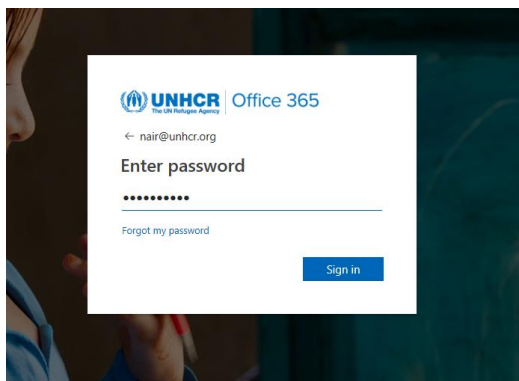 UNHCR Office 365
The UN Refugee Agency
← nair@unhcr.org
Enter password
••••••••••
Forgot my password
Sign in